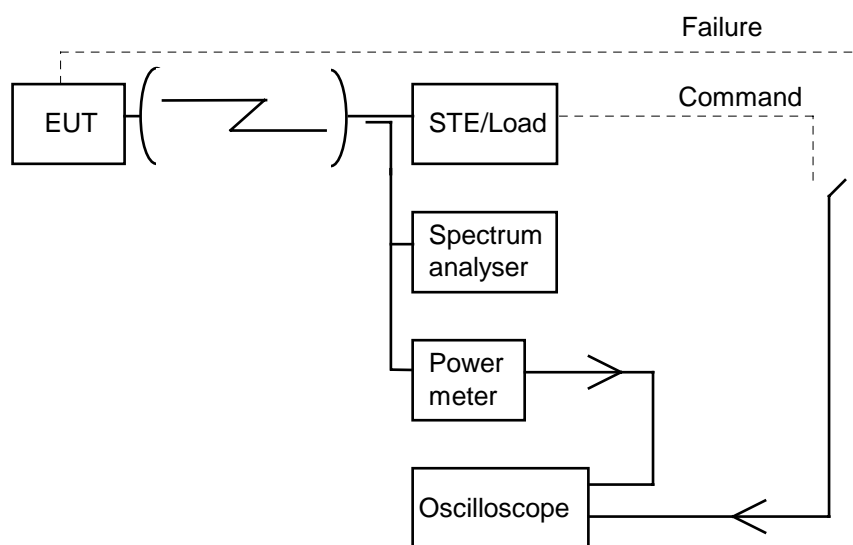 Failure
EUT
STE/Load
Command
Spectrum
analyser
Power
meter
Oscilloscope